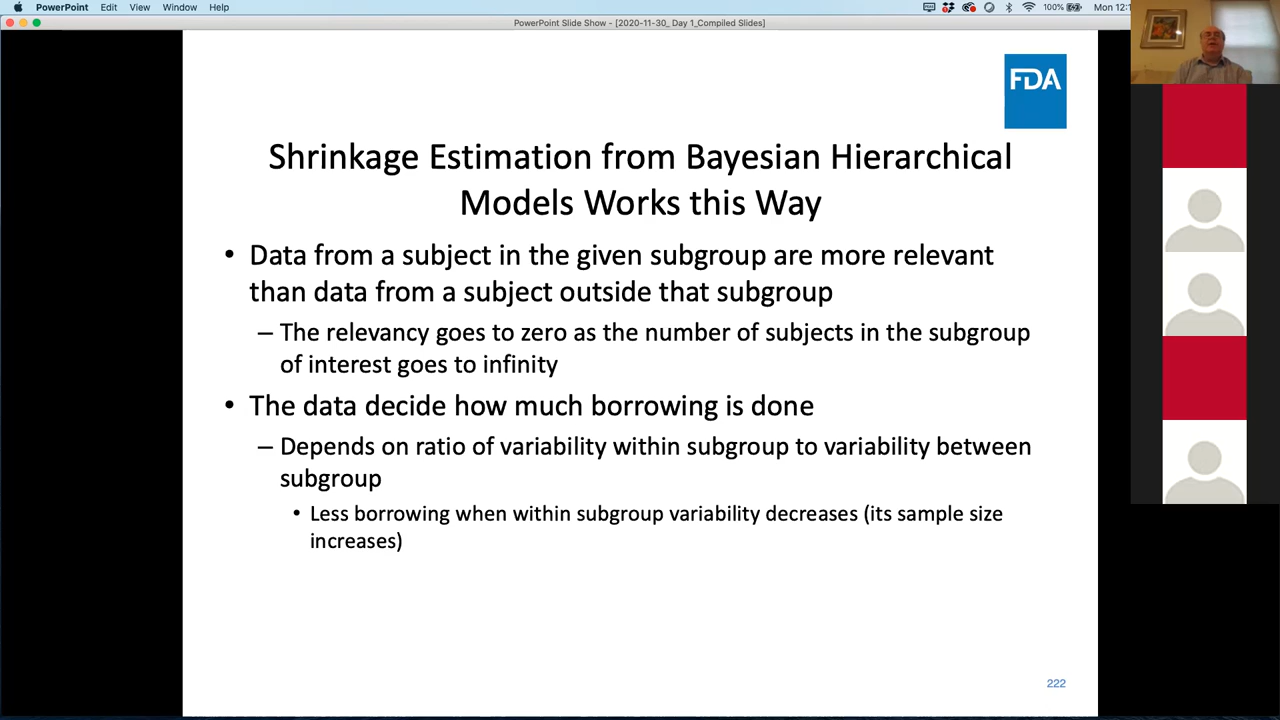 PowerPoint Edit View Window Help
100%
PowerPoint Slide Show - [2020-11-30_ Day 1_Compiled Slides]
FDA
Shrinkage Estimation from Bayesian Hierarchical
Models Works this Way
• Data from a subject in the given subgroup are more relevant
than data from a subject outside that subgroup
– The relevancy goes to zero as the number of subjects in the subgroup
of interest goes to infinity
• The data decide how much borrowing is done
– Depends on ratio of variability within subgroup to variability between
subgroup
• Less borrowing when within subgroup variability decreases (its sample size
increases)
222